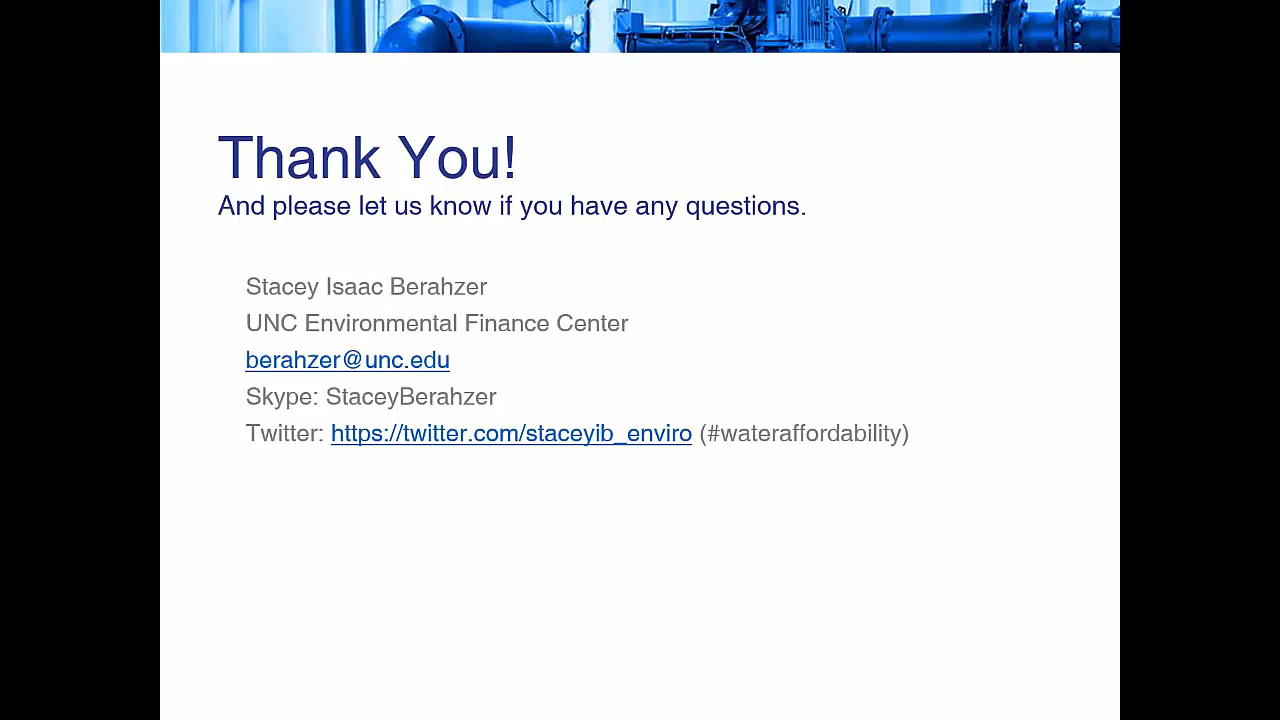 Thank You!
And please let us know if you have any questions.
Stacey Isaac Berahzer
UNC Environmental Finance Center
berahzer@unc.edu
Skype: StaceyBerahzer
Twitter: https://twitter.com/staceyib_enviro (#wateraffordability)